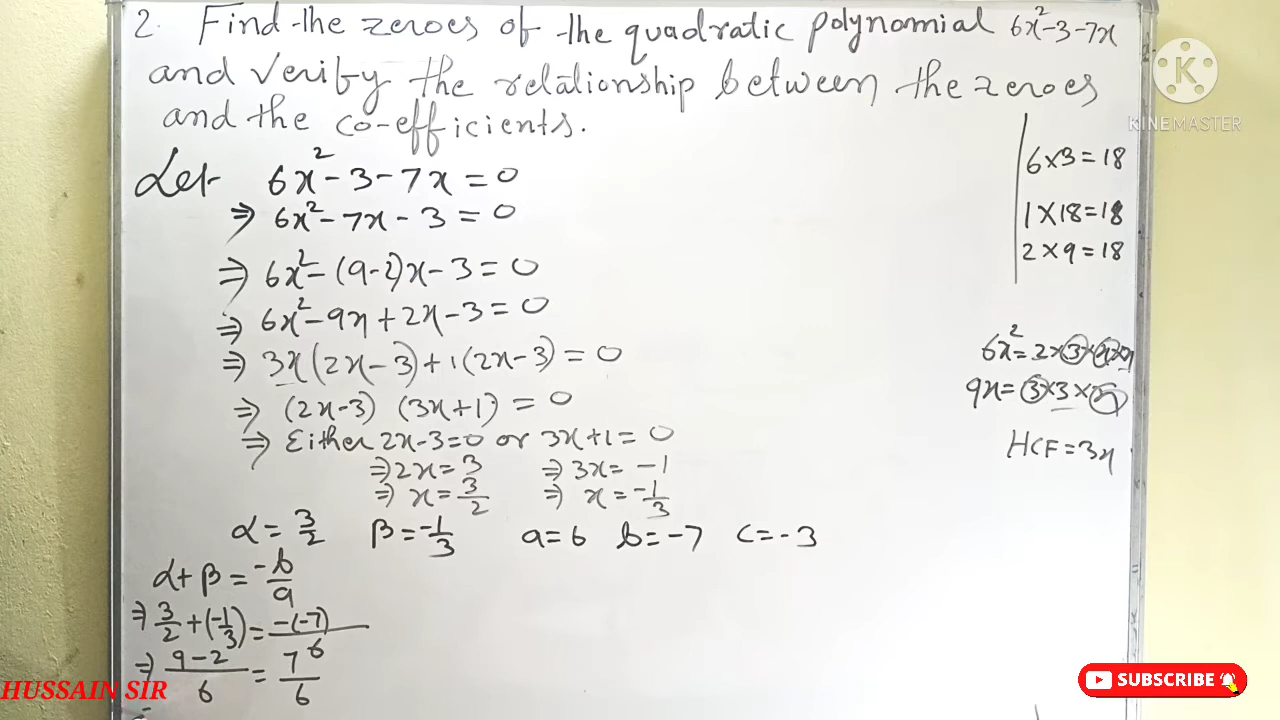 2. Find the zeroes of the quadratic polynomial 6x²-3-7x
and verify the relationship between the zeroes
and the co-efficients.
Let 6x²-3-7x=0
⇒ 6x²-7x-3=0
⇒ 6x²-(9-2)x-3=0
⇒ 6x²-9x+2x-3=0
⇒ 3x(2x-3)+1(2x-3)=0
⇒ (2x-3) (3x+1)=0
⇒ Either 2x-3=0 or 3x+1=0
⇒2x=3 ⇒3x=-1
⇒ x=3/2 ⇒ x=-1/3
α=3/2 β=-1/3 a=6 b=-7 c=-3
α+β=-b/a
⇒ 3/2+(-1/3)=-(-7)/6
⇒ 9-2/6=7/6
6×3=18
1×18=18
2×9=18
6x²=2×3×x×x
9x=3×3×x
HCF=3x
KINEMASTER
HUSSAIN SIR
SUBSCRIBE